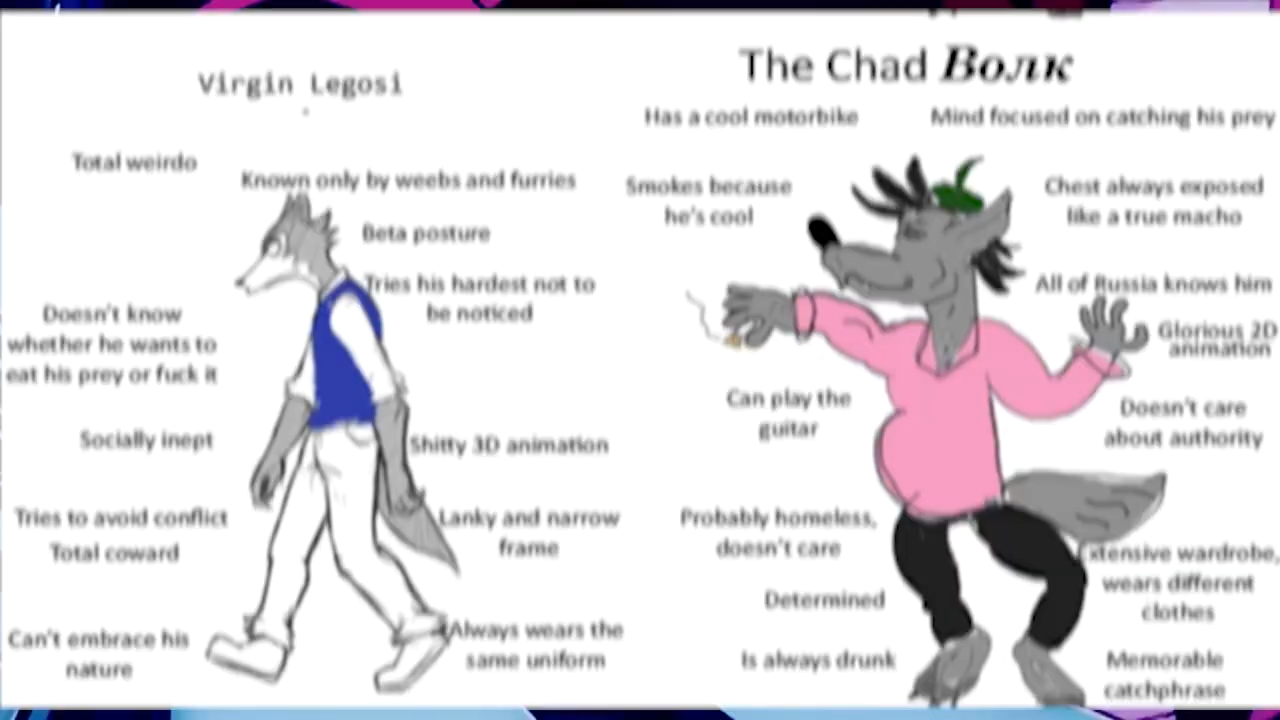 Virgin Legosi
Total weirdo
Known only by weebs and furries
Beta posture
Tries his hardest not to
be noticed
Doesn't know
whether he wants to
eat his prey or fuck it
Socially inept
Shitty 3D animation
Tries to avoid conflict
Total coward
Lanky and narrow
frame
Can't embrace his
nature
Always wears the
same uniform
The Chad Волк
Has a cool motorbike
Mind focused on catching his prey
Smokes because
he's cool
Chest always exposed
like a true macho
All of Russia knows him
Glorious 2D
animation
Can play the
guitar
Doesn't care
about authority
Probably homeless,
doesn't care
Extensive wardrobe,
wears different
clothes
Determined
Is always drunk
Memorable
catchphrase